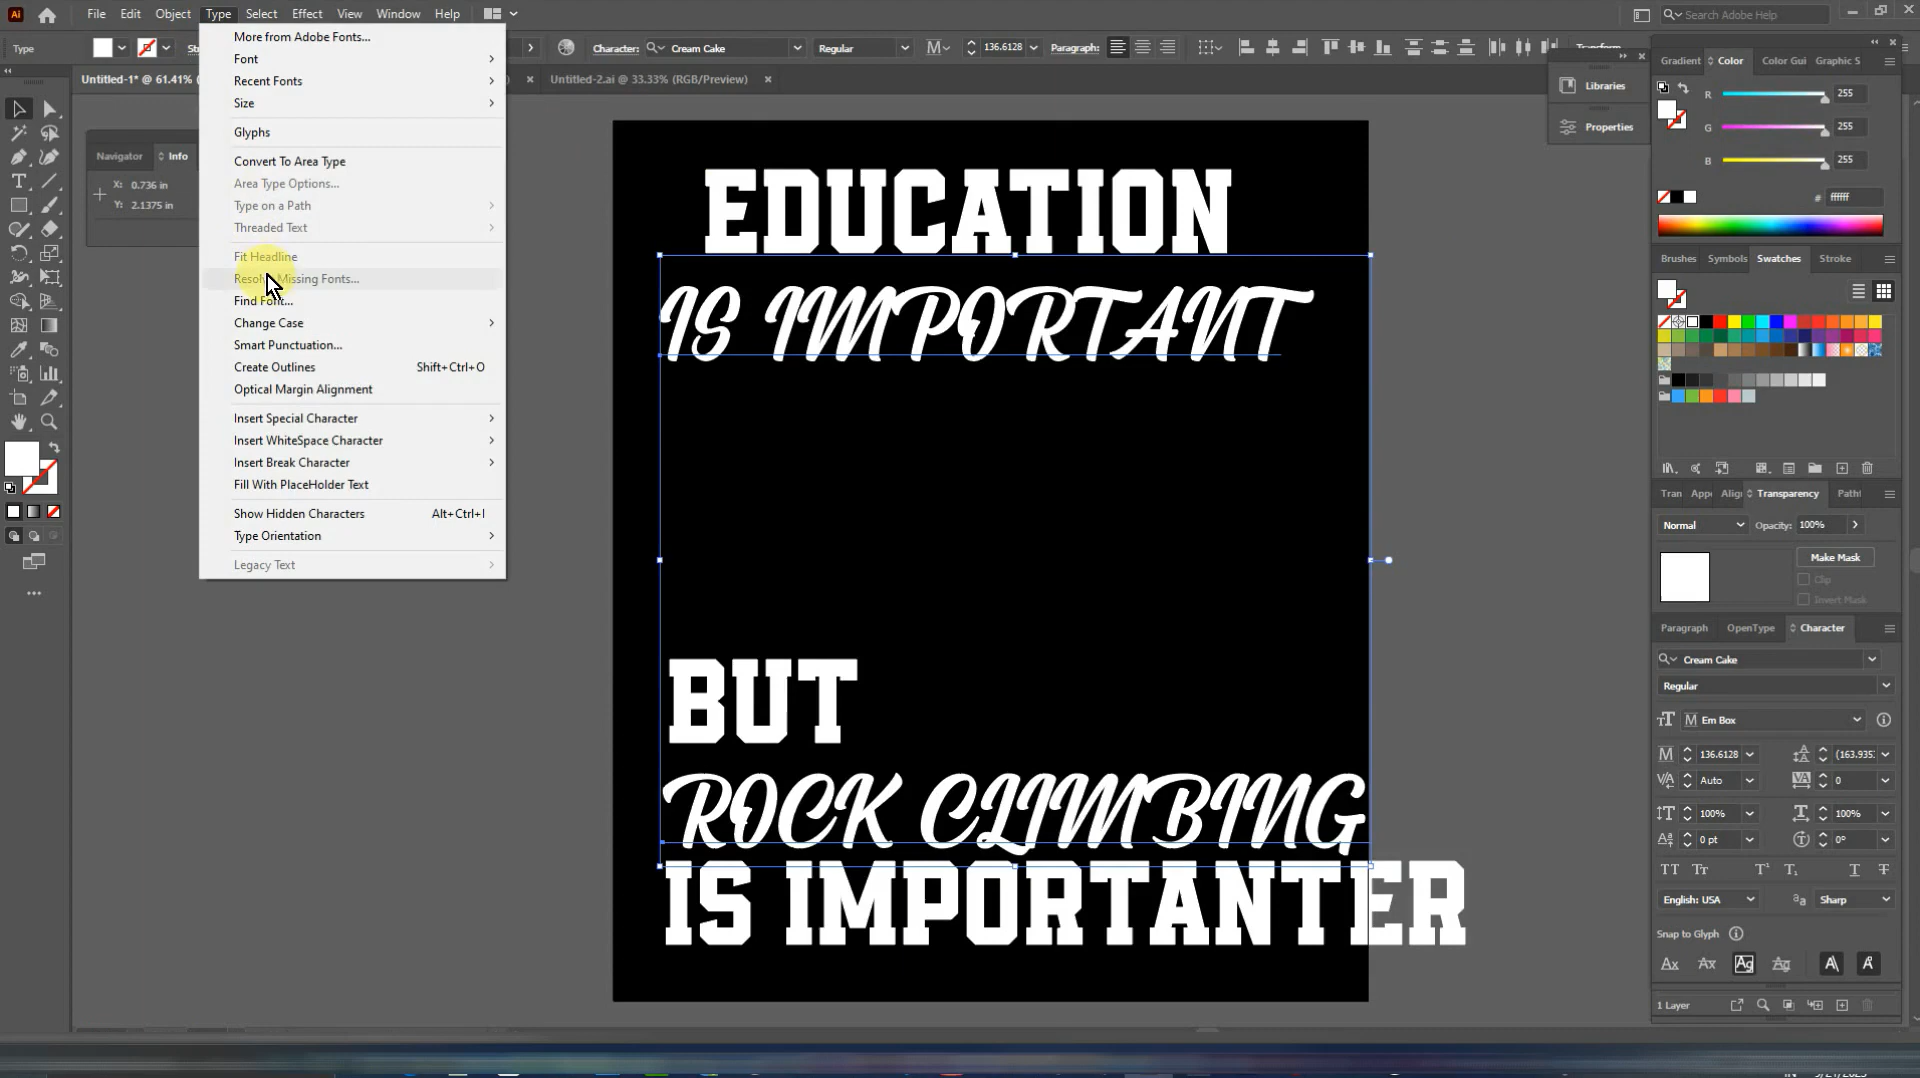 File Edit Object Type Select Effect View Window Help
Search Adobe Help
Type
Character: Cream Cake Regular 136.6128 Paragraph:
Untitled-1* @ 61.41%
Untitled-2.ai @ 33.33% (RGB/Preview)
Navigator Info
X: 0.736 in
Y: 2.1375 in
More from Adobe Fonts...
Font
Recent Fonts
Size
Glyphs
Convert To Area Type
Area Type Options...
Type on a Path
Threaded Text
Fit Headline
Missing Fonts...
Find Font...
Change Case
Smart Punctuation...
Create Outlines Shift+Ctrl+O
Optical Margin Alignment
Insert Special Character
Insert WhiteSpace Character
Insert Break Character
Fill With PlaceHolder Text
Show Hidden Characters Alt+Ctrl+I
Type Orientation
Legacy Text
EDUCATION
IS IMPORTANT
BUT
ROCK CLIMBING
IS IMPORTANTER
Libraries
Properties
Gradient Color Color Gui Graphic S
R 255
G 255
B 255
# ffffff
Brushes Symbols Swatches Stroke
Tran Appe Alig Transparency Path
Normal Opacity: 100%
Make Mask
Clip
Invert Mask
Paragraph OpenType Character
Cream Cake
Regular
Em Box
136.6128 (163.935
Auto 0
100% 100%
0 pt 0°
English: USA Sharp
Snap to Glyph
1 Layer